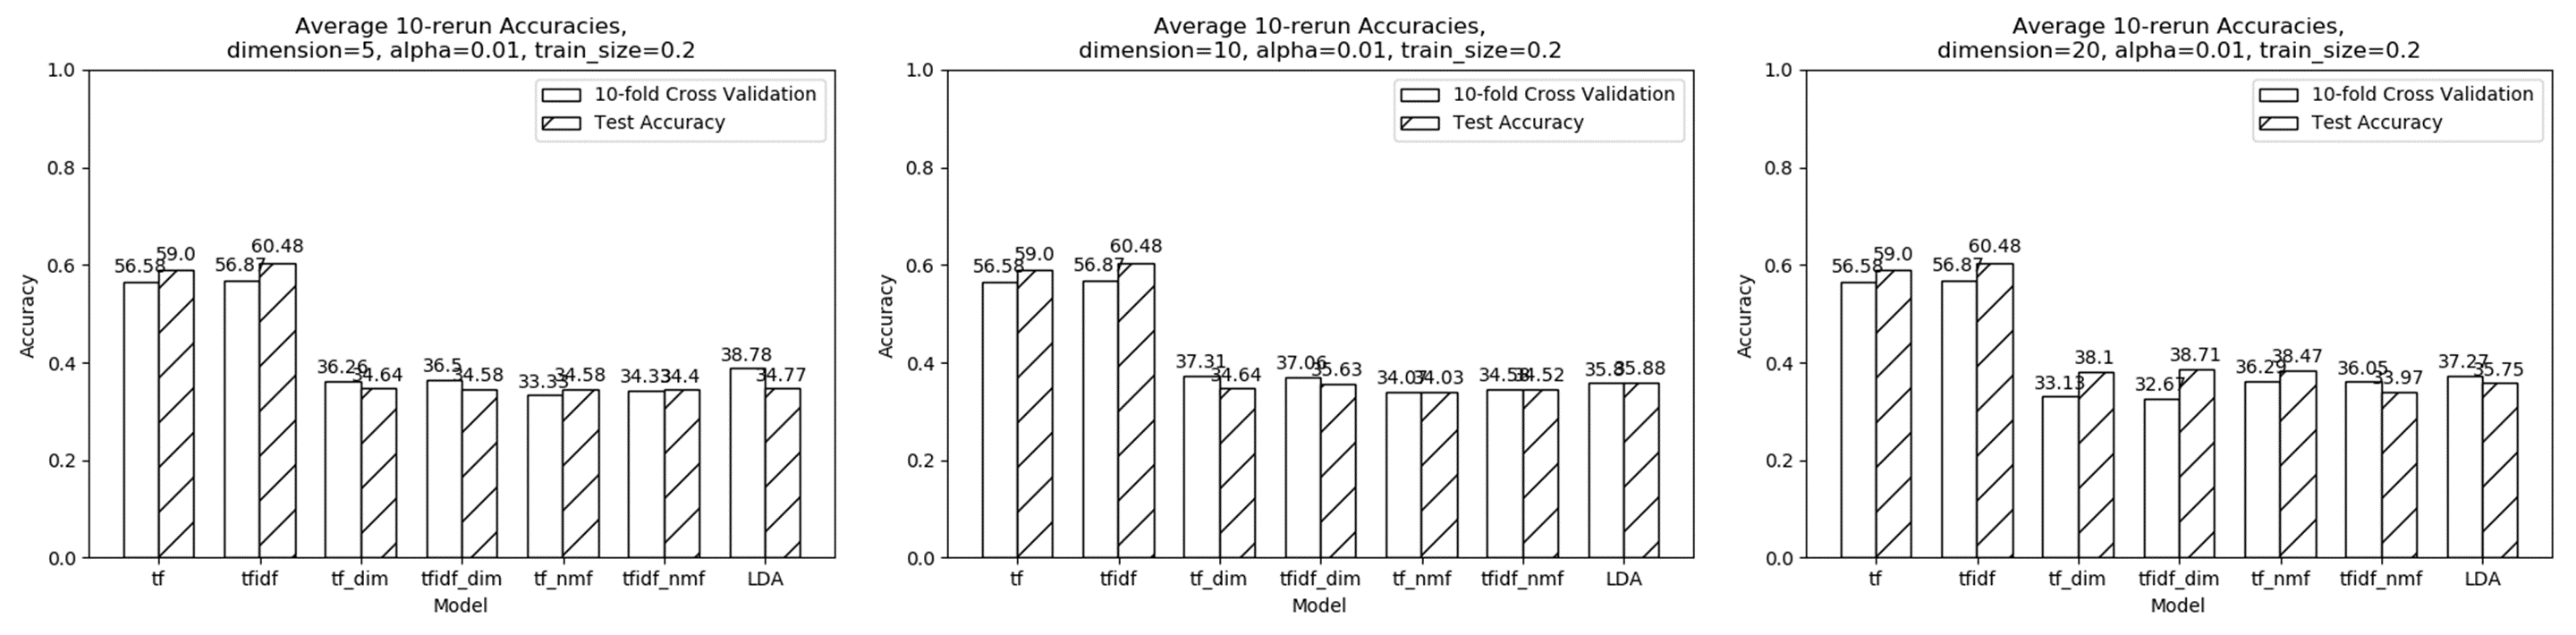 Average 10-rerun Accuracies,
dimension=5, alpha=0.01, train_size=0.2
1.0
0.8
0.6
0.4
0.2
0.0
Accuracy
10-fold Cross Validation
Test Accuracy
56.58
59.0
56.87
60.48
36.26
34.64
36.5
34.58
33.33
34.58
34.33
34.4
38.78
34.77
tf
tfidf
tf_dim
tfidf_dim
tf_nmf
tfidf_nmf
LDA
Model
Average 10-rerun Accuracies,
dimension=10, alpha=0.01, train_size=0.2
1.0
0.8
0.6
0.4
0.2
0.0
Accuracy
10-fold Cross Validation
Test Accuracy
56.58
59.0
56.87
60.48
37.31
34.64
37.06
35.63
34.07
34.03
34.58
34.52
35.8
35.88
tf
tfidf
tf_dim
tfidf_dim
tf_nmf
tfidf_nmf
LDA
Model
Average 10-rerun Accuracies,
dimension=20, alpha=0.01, train_size=0.2
1.0
0.8
0.6
0.4
0.2
0.0
Accuracy
10-fold Cross Validation
Test Accuracy
56.58
59.0
56.87
60.48
33.13
38.1
32.67
38.71
36.29
38.47
36.05
33.97
37.27
35.75
tf
tfidf
tf_dim
tfidf_dim
tf_nmf
tfidf_nmf
LDA
Model